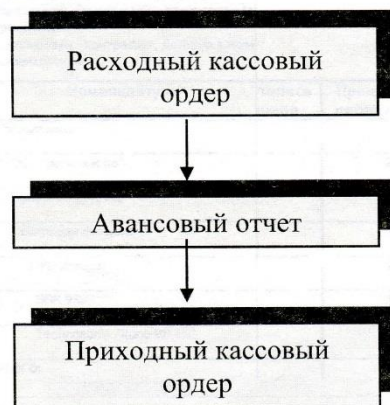 Расходный кассовый
ордер
Авансовый отчет
Приходный кассовый
ордер